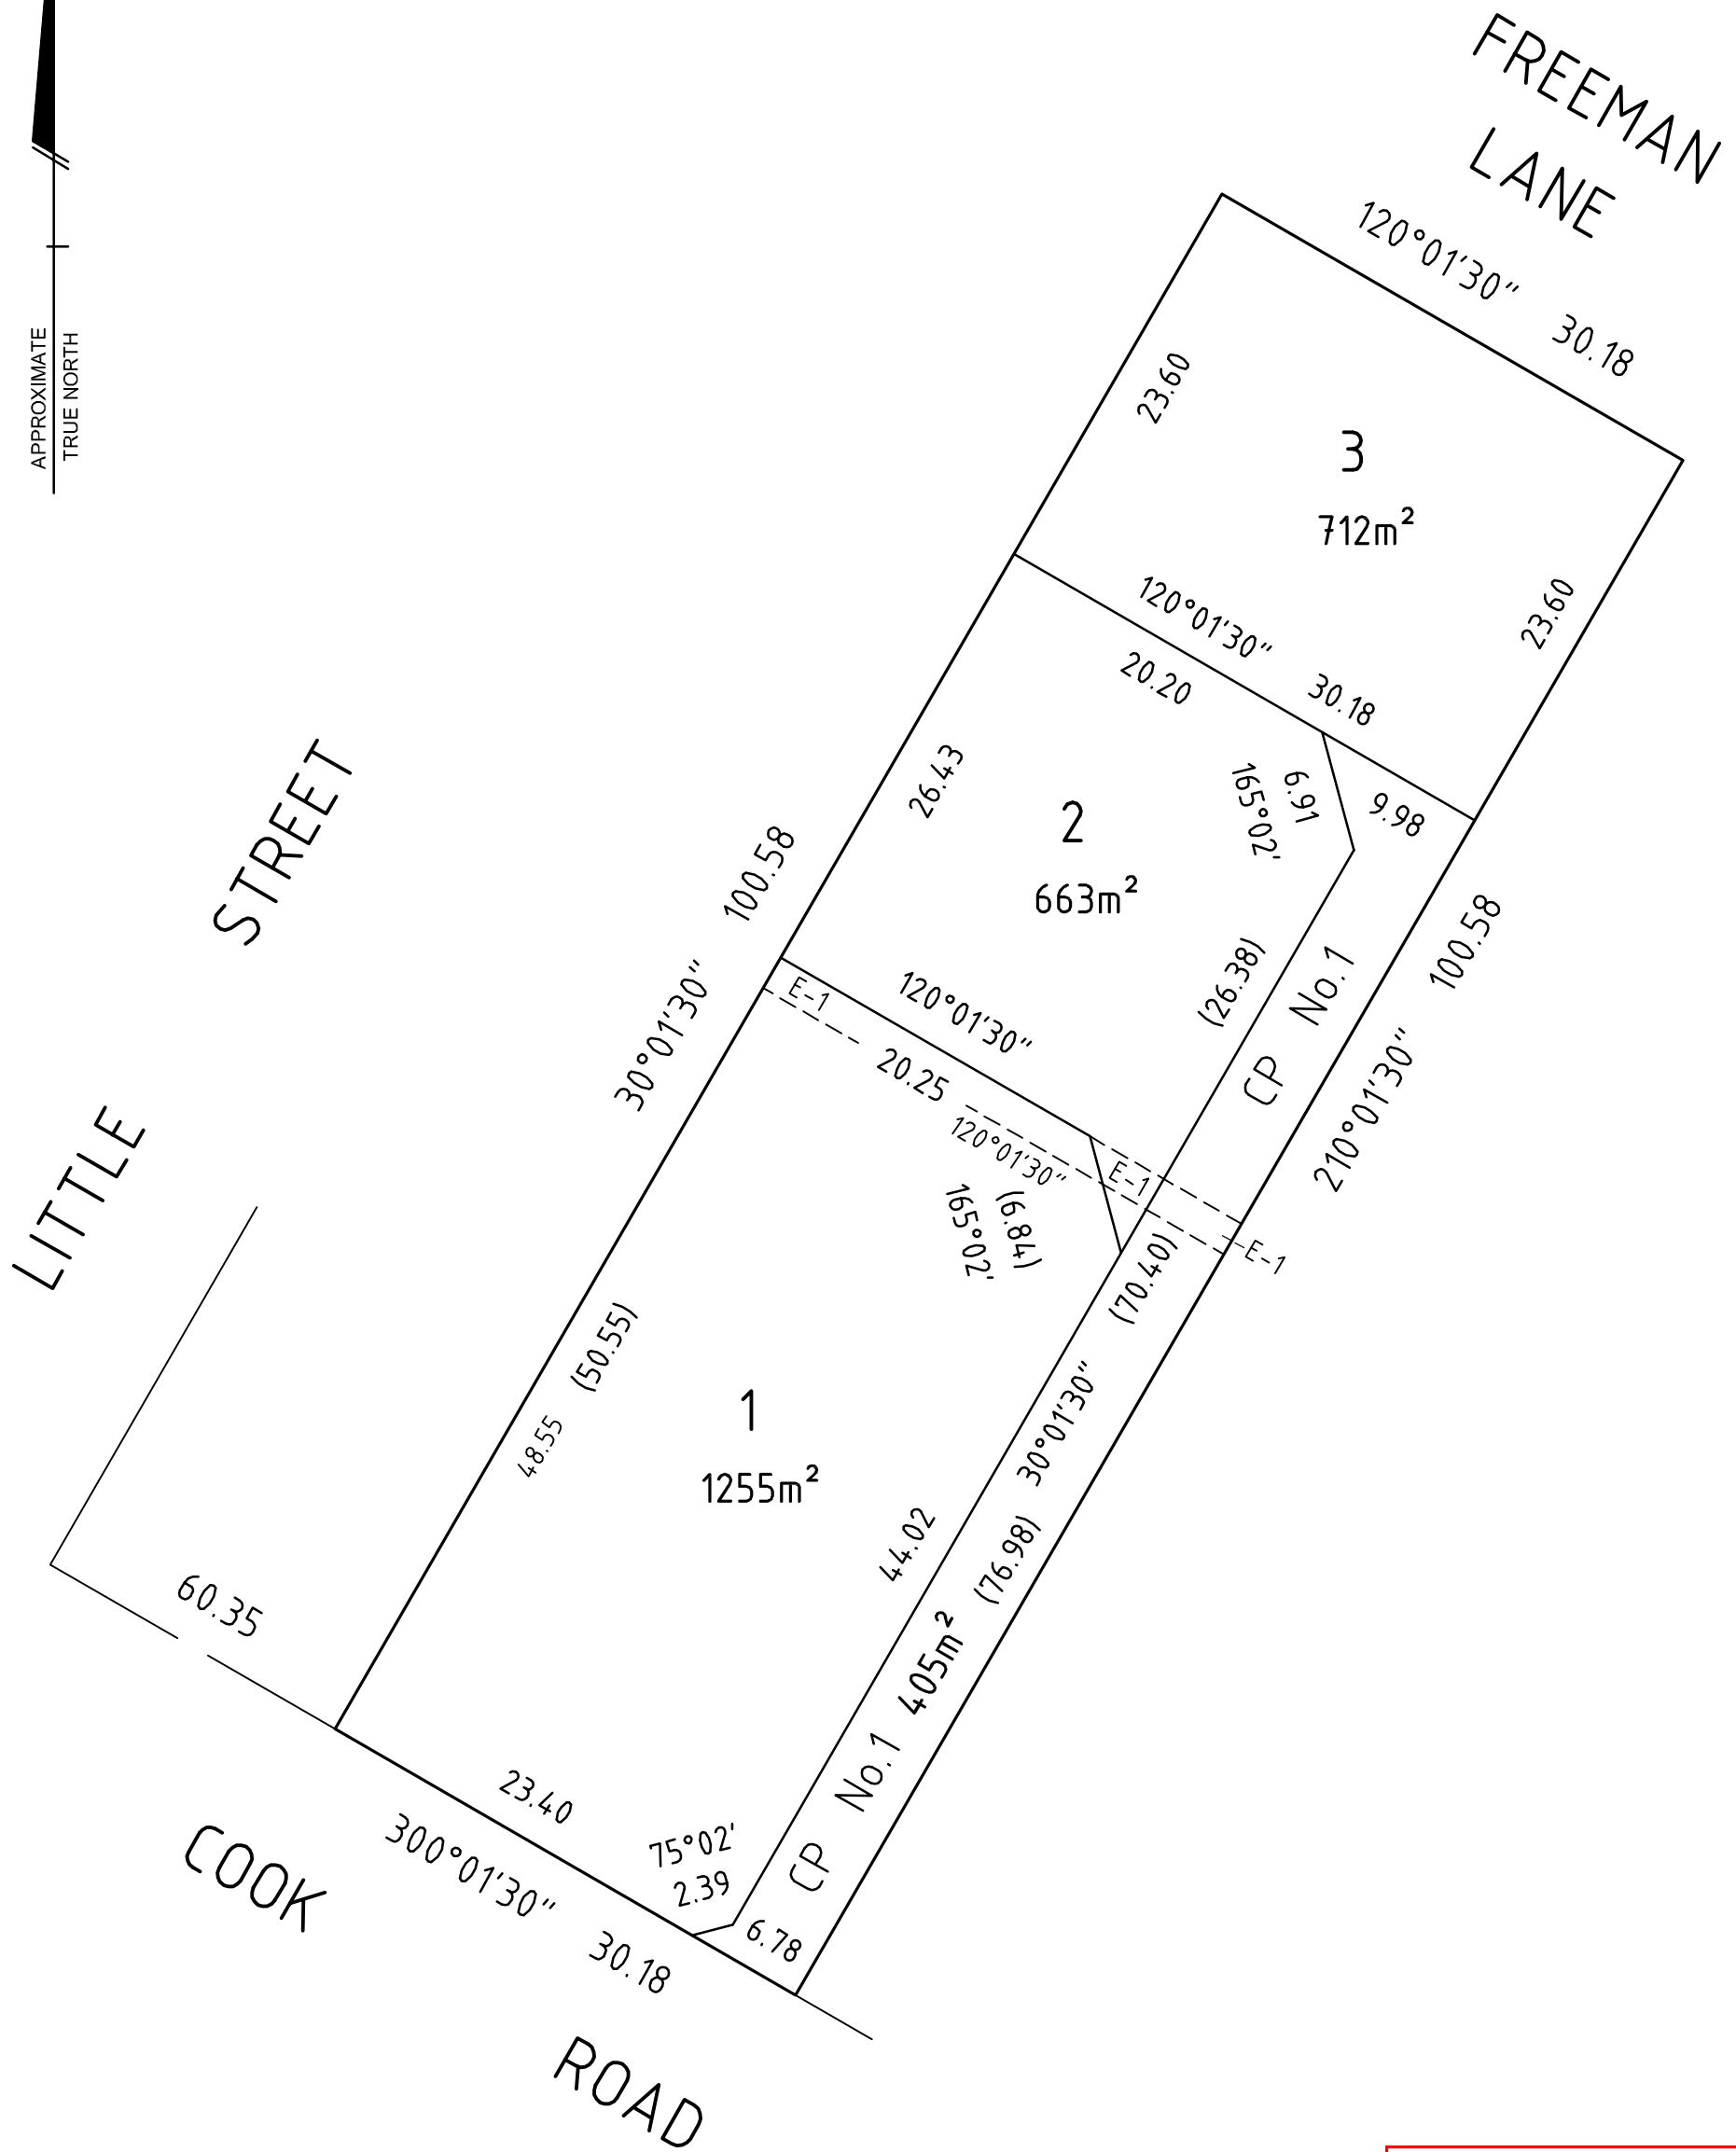 FREEMAN
LANE
120°01'30" 30.18
APPROXIMATE
TRUE NORTH
23.60
3
712m²
23.60
120°01'30"
20.20
30.18
26.43
2
663m²
6.91
165°02'
9.98
100.58
30°01'30"
STREET
LITTLE
E-1
120°01'30"
20.25
120°01'30"
(26.38)
CP No.1
100.58
210°01'30"
E-1
E-1
(6.84)
165°02'
(70.40)
(50.55)
48.55
1
1255m²
30°01'30"
(76.98)
44.02
405m²
CP No.1
60.35
23.40
75°02'
2.39
6.78
300°01'30" 30.18
COOK
ROAD